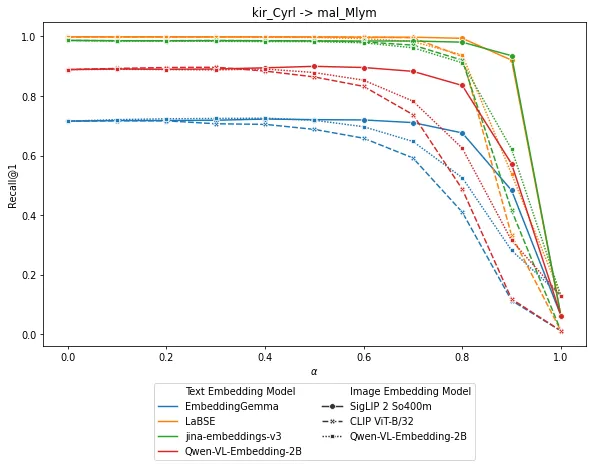 kir_Cyrl -> mal_Mlym
Recall@1
1.0
0.8
0.6
0.4
0.2
0.0
0.0 0.2 0.4 0.6 0.8 1.0
α
Text Embedding Model
EmbeddingGemma
LaBSE
jina-embeddings-v3
Qwen-VL-Embedding-2B
Image Embedding Model
SigLIP 2 So400m
CLIP ViT-B/32
Qwen-VL-Embedding-2B